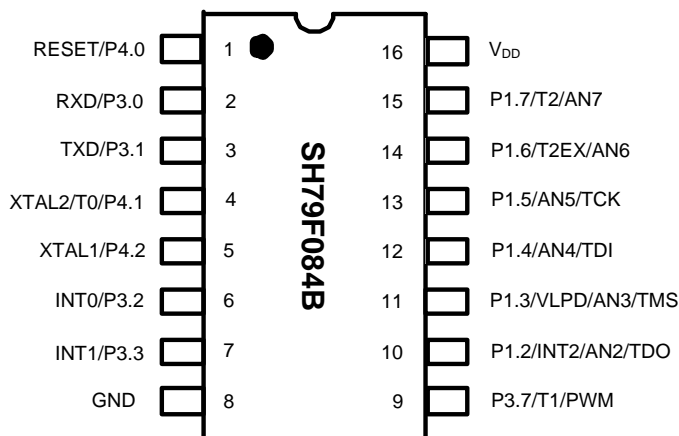 RESET/P4.0 1 16 VDD
RXD/P3.0 2 15 P1.7/T2/AN7
TXD/P3.1 3 14 P1.6/T2EX/AN6
XTAL2/T0/P4.1 4 13 P1.5/AN5/TCK
XTAL1/P4.2 5 12 P1.4/AN4/TDI
INT0/P3.2 6 11 P1.3/VLPD/AN3/TMS
INT1/P3.3 7 10 P1.2/INT2/AN2/TDO
GND 8 9 P3.7/T1/PWM
SH79F084B